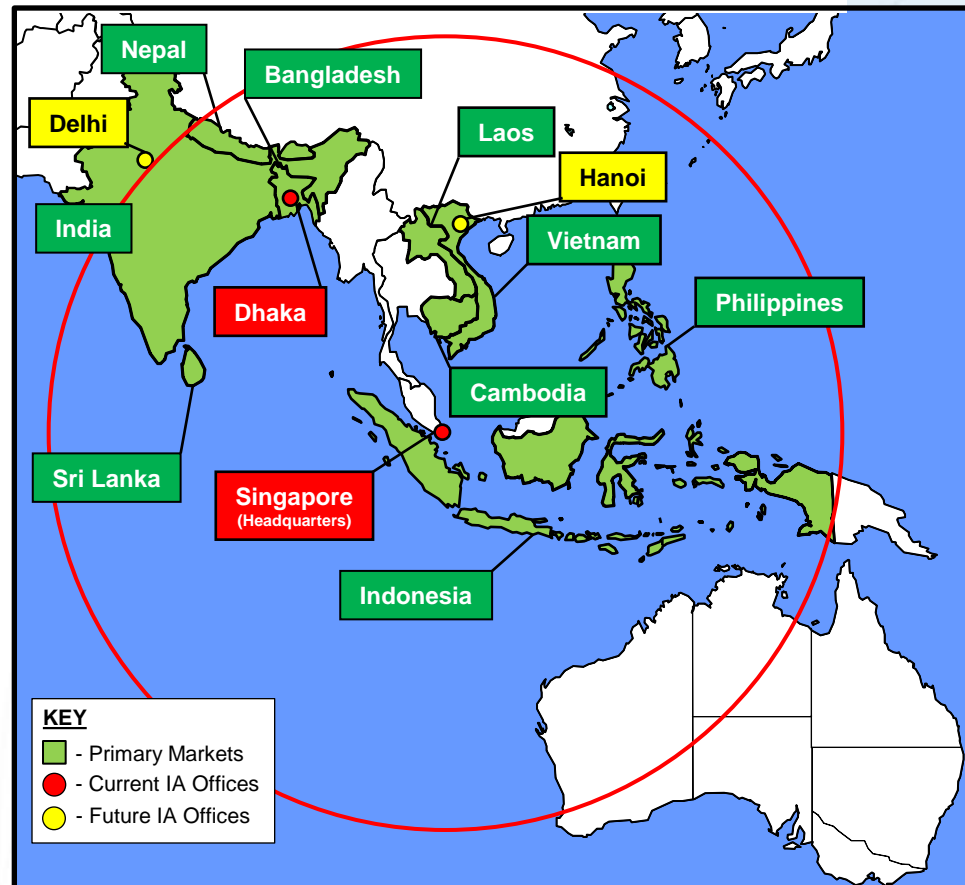 Nepal
Bangladesh
Delhi
Laos
Hanoi
India
Vietnam
Dhaka
Philippines
Cambodia
Sri Lanka
Singapore
(Headquarters)
Indonesia
KEY
- Primary Markets
- Current IA Offices
- Future IA Offices